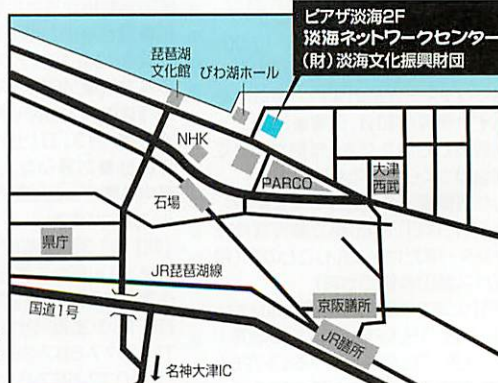 ピアザ淡海2F
淡海ネットワークセンター
(財)淡海文化振興財団
琵琶湖
文化館
びわ湖ホール
NHK
PARCO
大津
西武
石場
県庁
JR琵琶湖線
国道1号
京阪膳所
JR膳所
名神大津IC